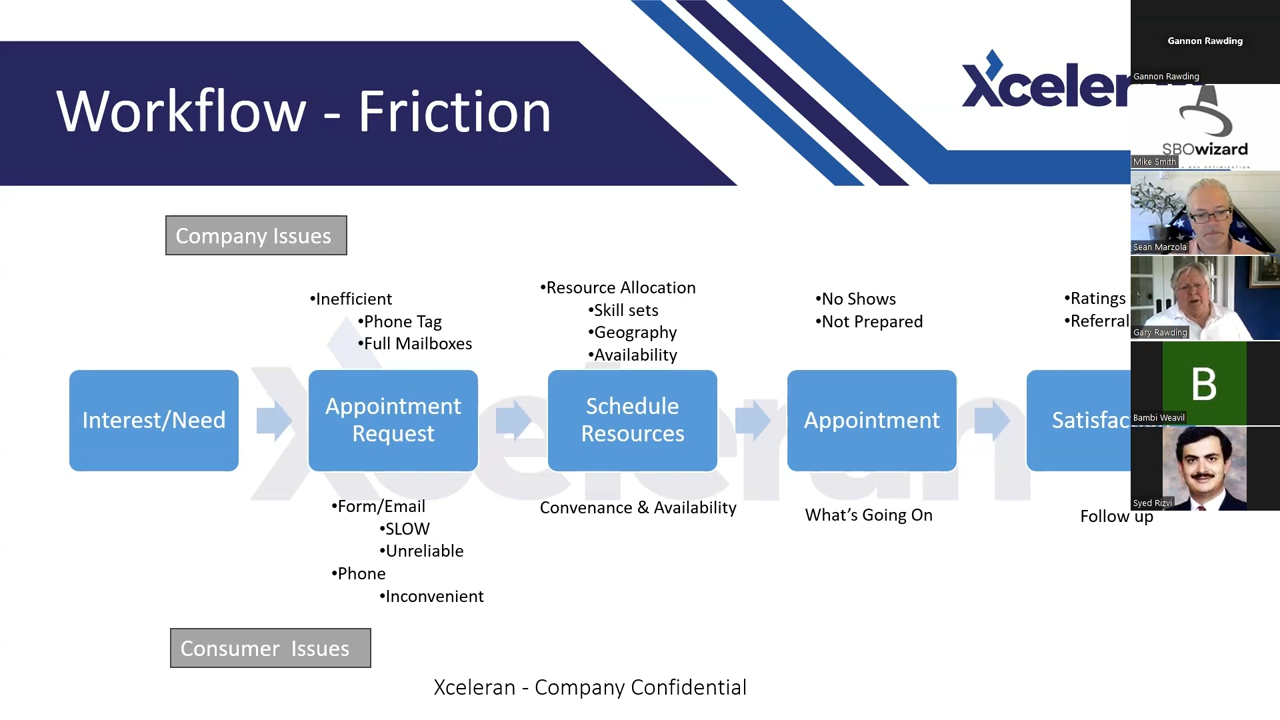 Workflow - Friction
Xceler
Company Issues
•Inefficient
•Phone Tag
•Full Mailboxes
•Resource Allocation
•Skill sets
•Geography
•Availability
•No Shows
•Not Prepared
•Ratings
•Referral
Interest/Need
Appointment
Request
Schedule
Resources
Appointment
Satisfac
Xceleran
•Form/Email
•SLOW
•Unreliable
•Phone
•Inconvenient
Convenance & Availability
What's Going On
Follow up
Consumer Issues
Xceleran - Company Confidential
Gannon Rawding
Gannon Rawding
SBOwizard
Mike Smith
Sean Marzola
Gary Rawding
B
Bambi Weavil
Syed Rizvi